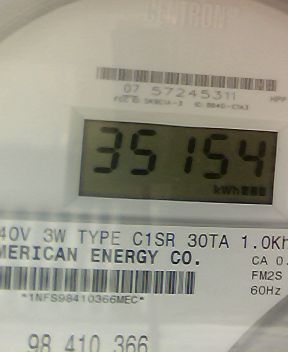 CENTRON
07 57245311
35154
kWh
40V 3W TYPE C1SR 30TA 1.0Kh
MERICAN ENERGY CO.
CA 0.
FM2S
*1NFS98410366MEC*
60Hz
98 410 366